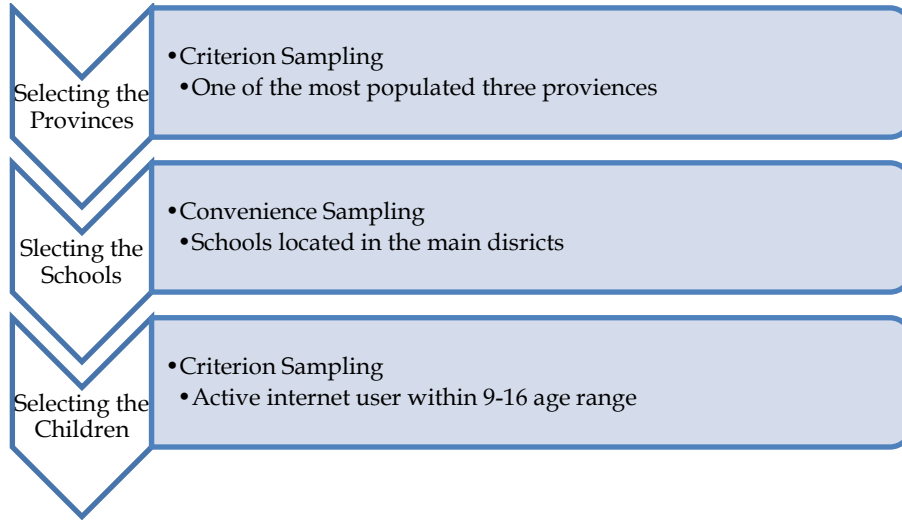 Selecting the
Provinces
•Criterion Sampling
•One of the most populated three proviences
Slecting the
Schools
•Convenience Sampling
•Schools located in the main disricts
Selecting the
Children
•Criterion Sampling
•Active internet user within 9-16 age range